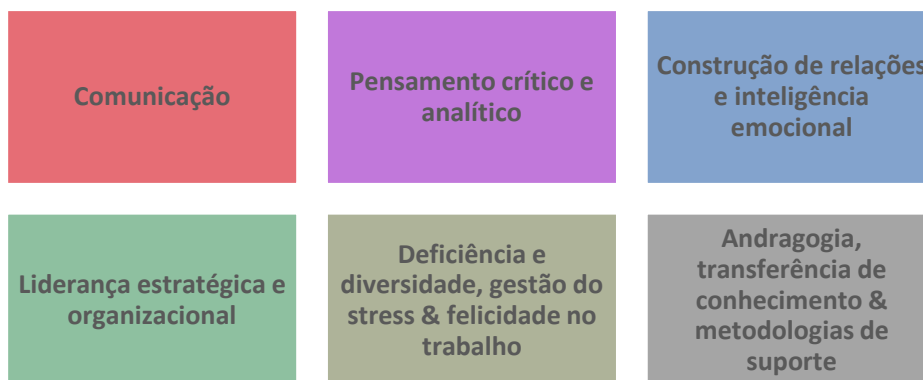 Comunicação
Pensamento crítico e
analítico
Construção de relações
e inteligência
emocional
Liderança estratégica e
organizacional
Deficiência e
diversidade, gestão do
stress & felicidade no
trabalho
Andragogia,
transferência de
conhecimento &
metodologias de
suporte